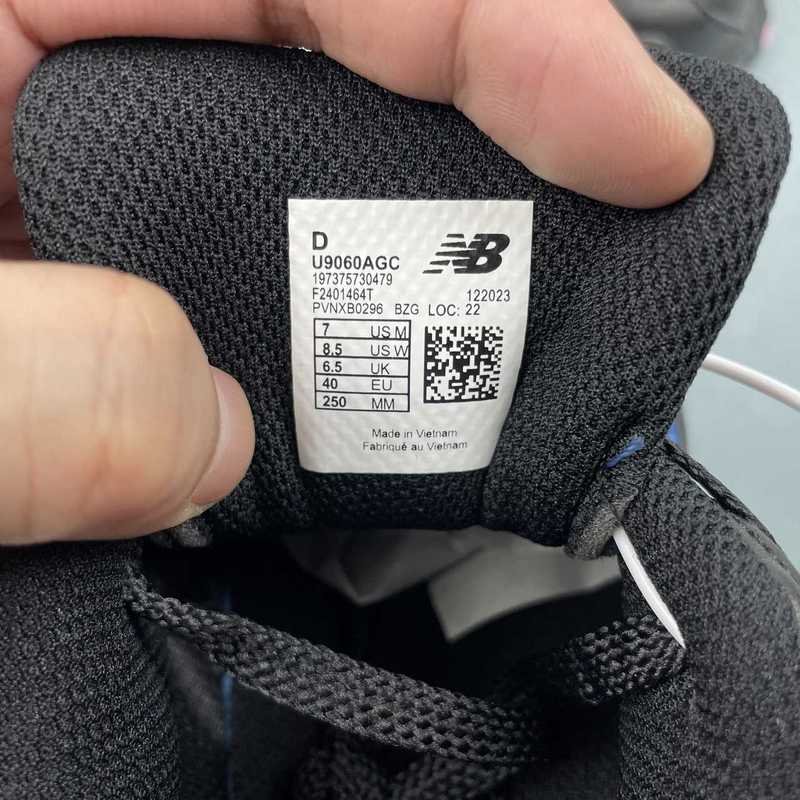 D
NB
U9060AGC
197375730479
F2401464T 122023
PVNXB0296 BZG LOC: 22
7 US M
8.5 US W
6.5 UK
40 EU
250 MM
Made in Vietnam
Fabriqué au Vietnam